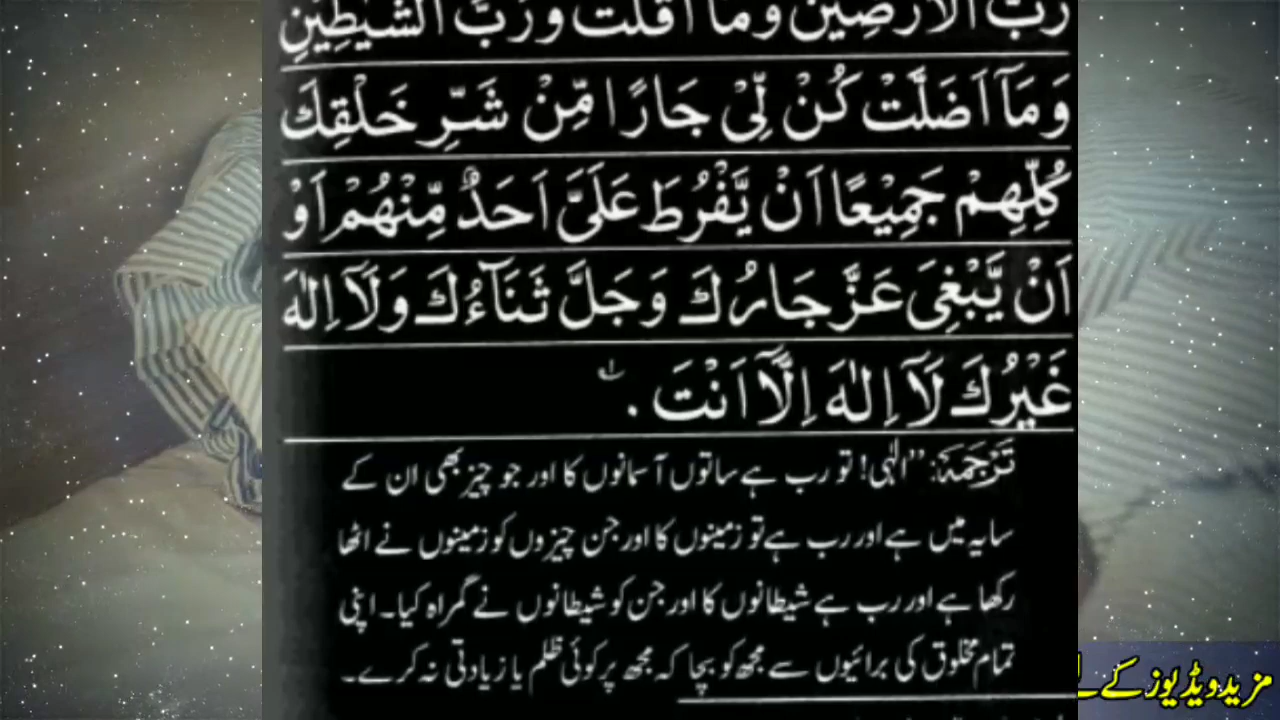 رَبَّ الْاَرَضِيْنَ وَمَا اَقَلَّتْ وَرَبَّ الشَّيٰطِيْنِ
وَمَآ اَضَلَّتْ كُنْ لِّيْ جَارًا مِّنْ شَرِّ خَلْقِكَ
كُلِّهِمْ جَمِيْعًا اَنْ يَّفْرُطَ عَلَىَّ اَحَدٌ مِّنْهُمْ اَوْ
اَنْ يَّبْغِىَ عَزَّ جَارُكَ وَجَلَّ ثَنَآءُكَ وَلَآ اِلٰهَ
غَيْرُكَ لَآ اِلٰهَ اِلَّآ اَنْتَ .
تَرْجَمَہ: ’’الٰہی! تو رب ہے ساتوں آسمانوں کا اور جو چیز بھی ان کے
سایہ میں ہے اور رب ہے تو زمینوں کا اور جن چیزوں کو زمینوں نے اٹھا
رکھا ہے اور رب ہے شیطانوں کا اور جن کو شیطانوں نے گمراہ کیا۔ اپنی
تمام مخلوق کی برائیوں سے مجھ کو بچا کہ مجھ پر کوئی ظلم یا زیادتی نہ کرے۔
مزید ویڈیوز کے